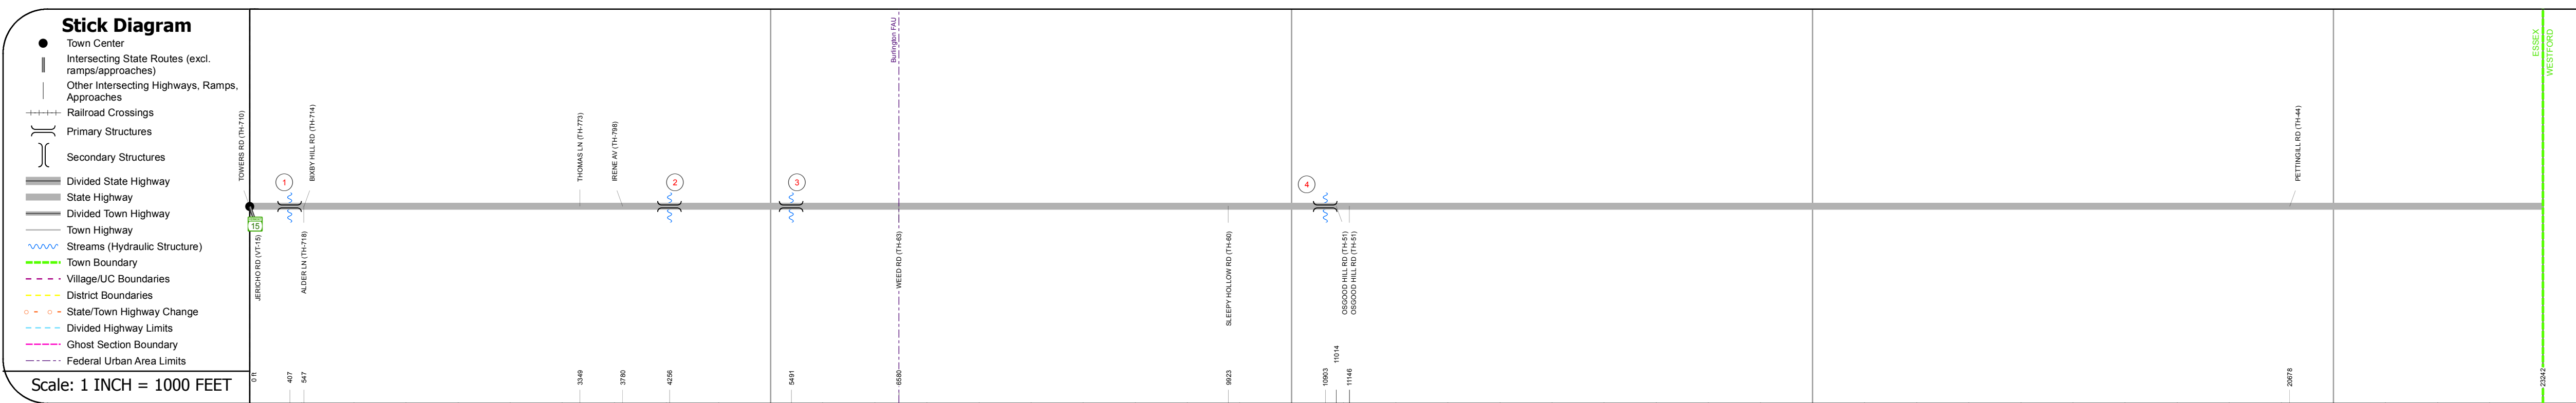 Stick Diagram
Town Center
Intersecting State Routes (excl.
ramps/approaches)
Other Intersecting Highways, Ramps,
Approaches
Railroad Crossings
Primary Structures
Secondary Structures
Divided State Highway
State Highway
Divided Town Highway
Town Highway
Streams (Hydraulic Structure)
Town Boundary
Village/UC Boundaries
District Boundaries
State/Town Highway Change
Divided Highway Limits
Ghost Section Boundary
Federal Urban Area Limits
Scale: 1 INCH = 1000 FEET
TOWERS RD (TH-710)
15
JERICHO RD (VT-15)
1
BIXBY HILL RD (TH-714)
ALDER LN (TH-718)
THOMAS LN (TH-773)
IRENE AV (TH-798)
2
3
Burlington FAU
WEED RD (TH-63)
SLEEPY HOLLOW RD (TH-60)
4
OSGOOD HILL RD (TH-51)
OSGOOD HILL RD (TH-51)
PETTINGILL RD (TH-44)
ESSEX
WESTFORD
0 ft
407
547
3349
3780
4256
5491
6580
9923
10903
11014
11146
20678
23242